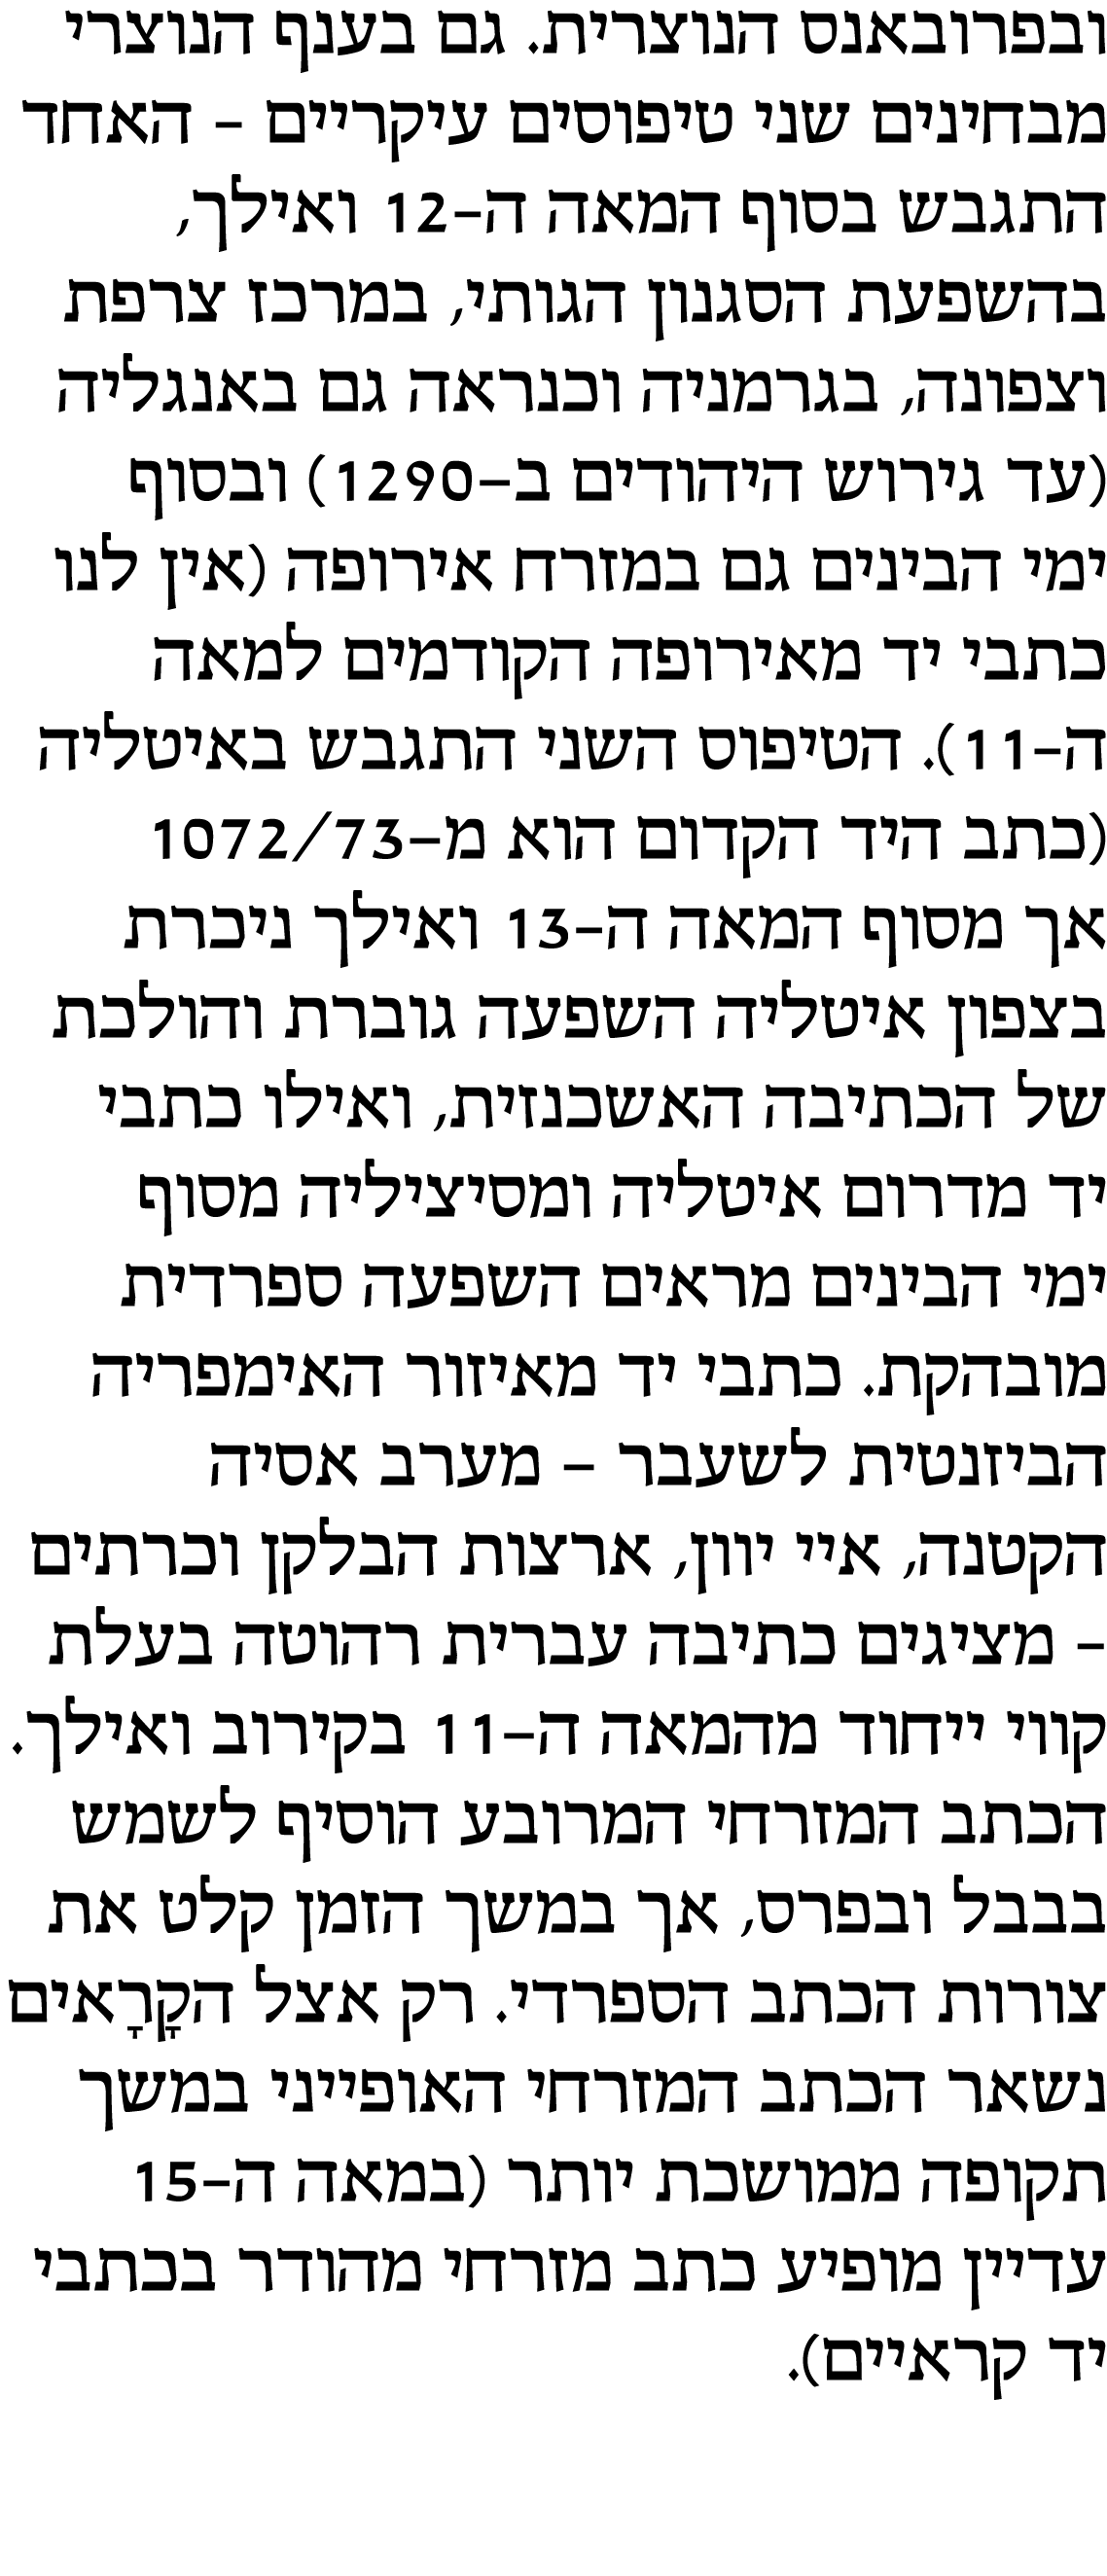 ובפרובאנס הנוצרית. גם בענף הנוצרי
מבחינים שני טיפוסים עיקריים – האחד
התגבש בסוף המאה ה–12 ואילך,
בהשפעת הסגנון הגותי, במרכז צרפת
וצפונה, בגרמניה וכנראה גם באנגליה
(עד גירוש היהודים ב–1290) ובסוף
ימי הבינים גם במזרח אירופה (אין לנו
כתבי יד מאירופה הקודמים למאה
ה–11). הטיפוס השני התגבש באיטליה
(כתב היד הקדום הוא מ–1072/73
אך מסוף המאה ה–13 ואילך ניכרת
בצפון איטליה השפעה גוברת והולכת
של הכתיבה האשכנזית, ואילו כתבי
יד מדרום איטליה ומסיציליה מסוף
ימי הבינים מראים השפעה ספרדית
מובהקת. כתבי יד מאיזור האימפריה
הביזנטית לשעבר – מערב אסיה
הקטנה, איי יוון, ארצות הבלקן וכרתים
– מציגים כתיבה עברית רהוטה בעלת
קווי ייחוד מהמאה ה–11 בקירוב ואילך.
הכתב המזרחי המרובע הוסיף לשמש
בבבל ובפרס, אך במשך הזמן קלט את
צורות הכתב הספרדי. רק אצל הקָרָאים
נשאר הכתב המזרחי האופייני במשך
תקופה ממושכת יותר (במאה ה–15
עדיין מופיע כתב מזרחי מהודר בכתבי
יד קראיים).